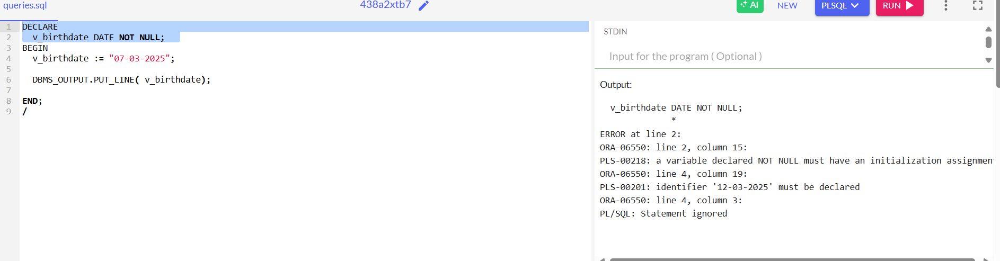 queries.sql
438a2xtb7
AI
NEW
PLSQL
RUN
1 DECLARE
2 v_birthdate DATE NOT NULL;
3 BEGIN
4 v_birthdate := "07-03-2025";
5
6 DBMS_OUTPUT.PUT_LINE( v_birthdate);
7
8 END;
9 /
STDIN
Input for the program ( Optional )
Output:
v_birthdate DATE NOT NULL;
*
ERROR at line 2:
ORA-06550: line 2, column 15:
PLS-00218: a variable declared NOT NULL must have an initialization
ORA-06550: line 4, column 19:
PLS-00201: identifier '12-03-2025' must be declared
ORA-06550: line 4, column 3:
PL/SQL: Statement ignored